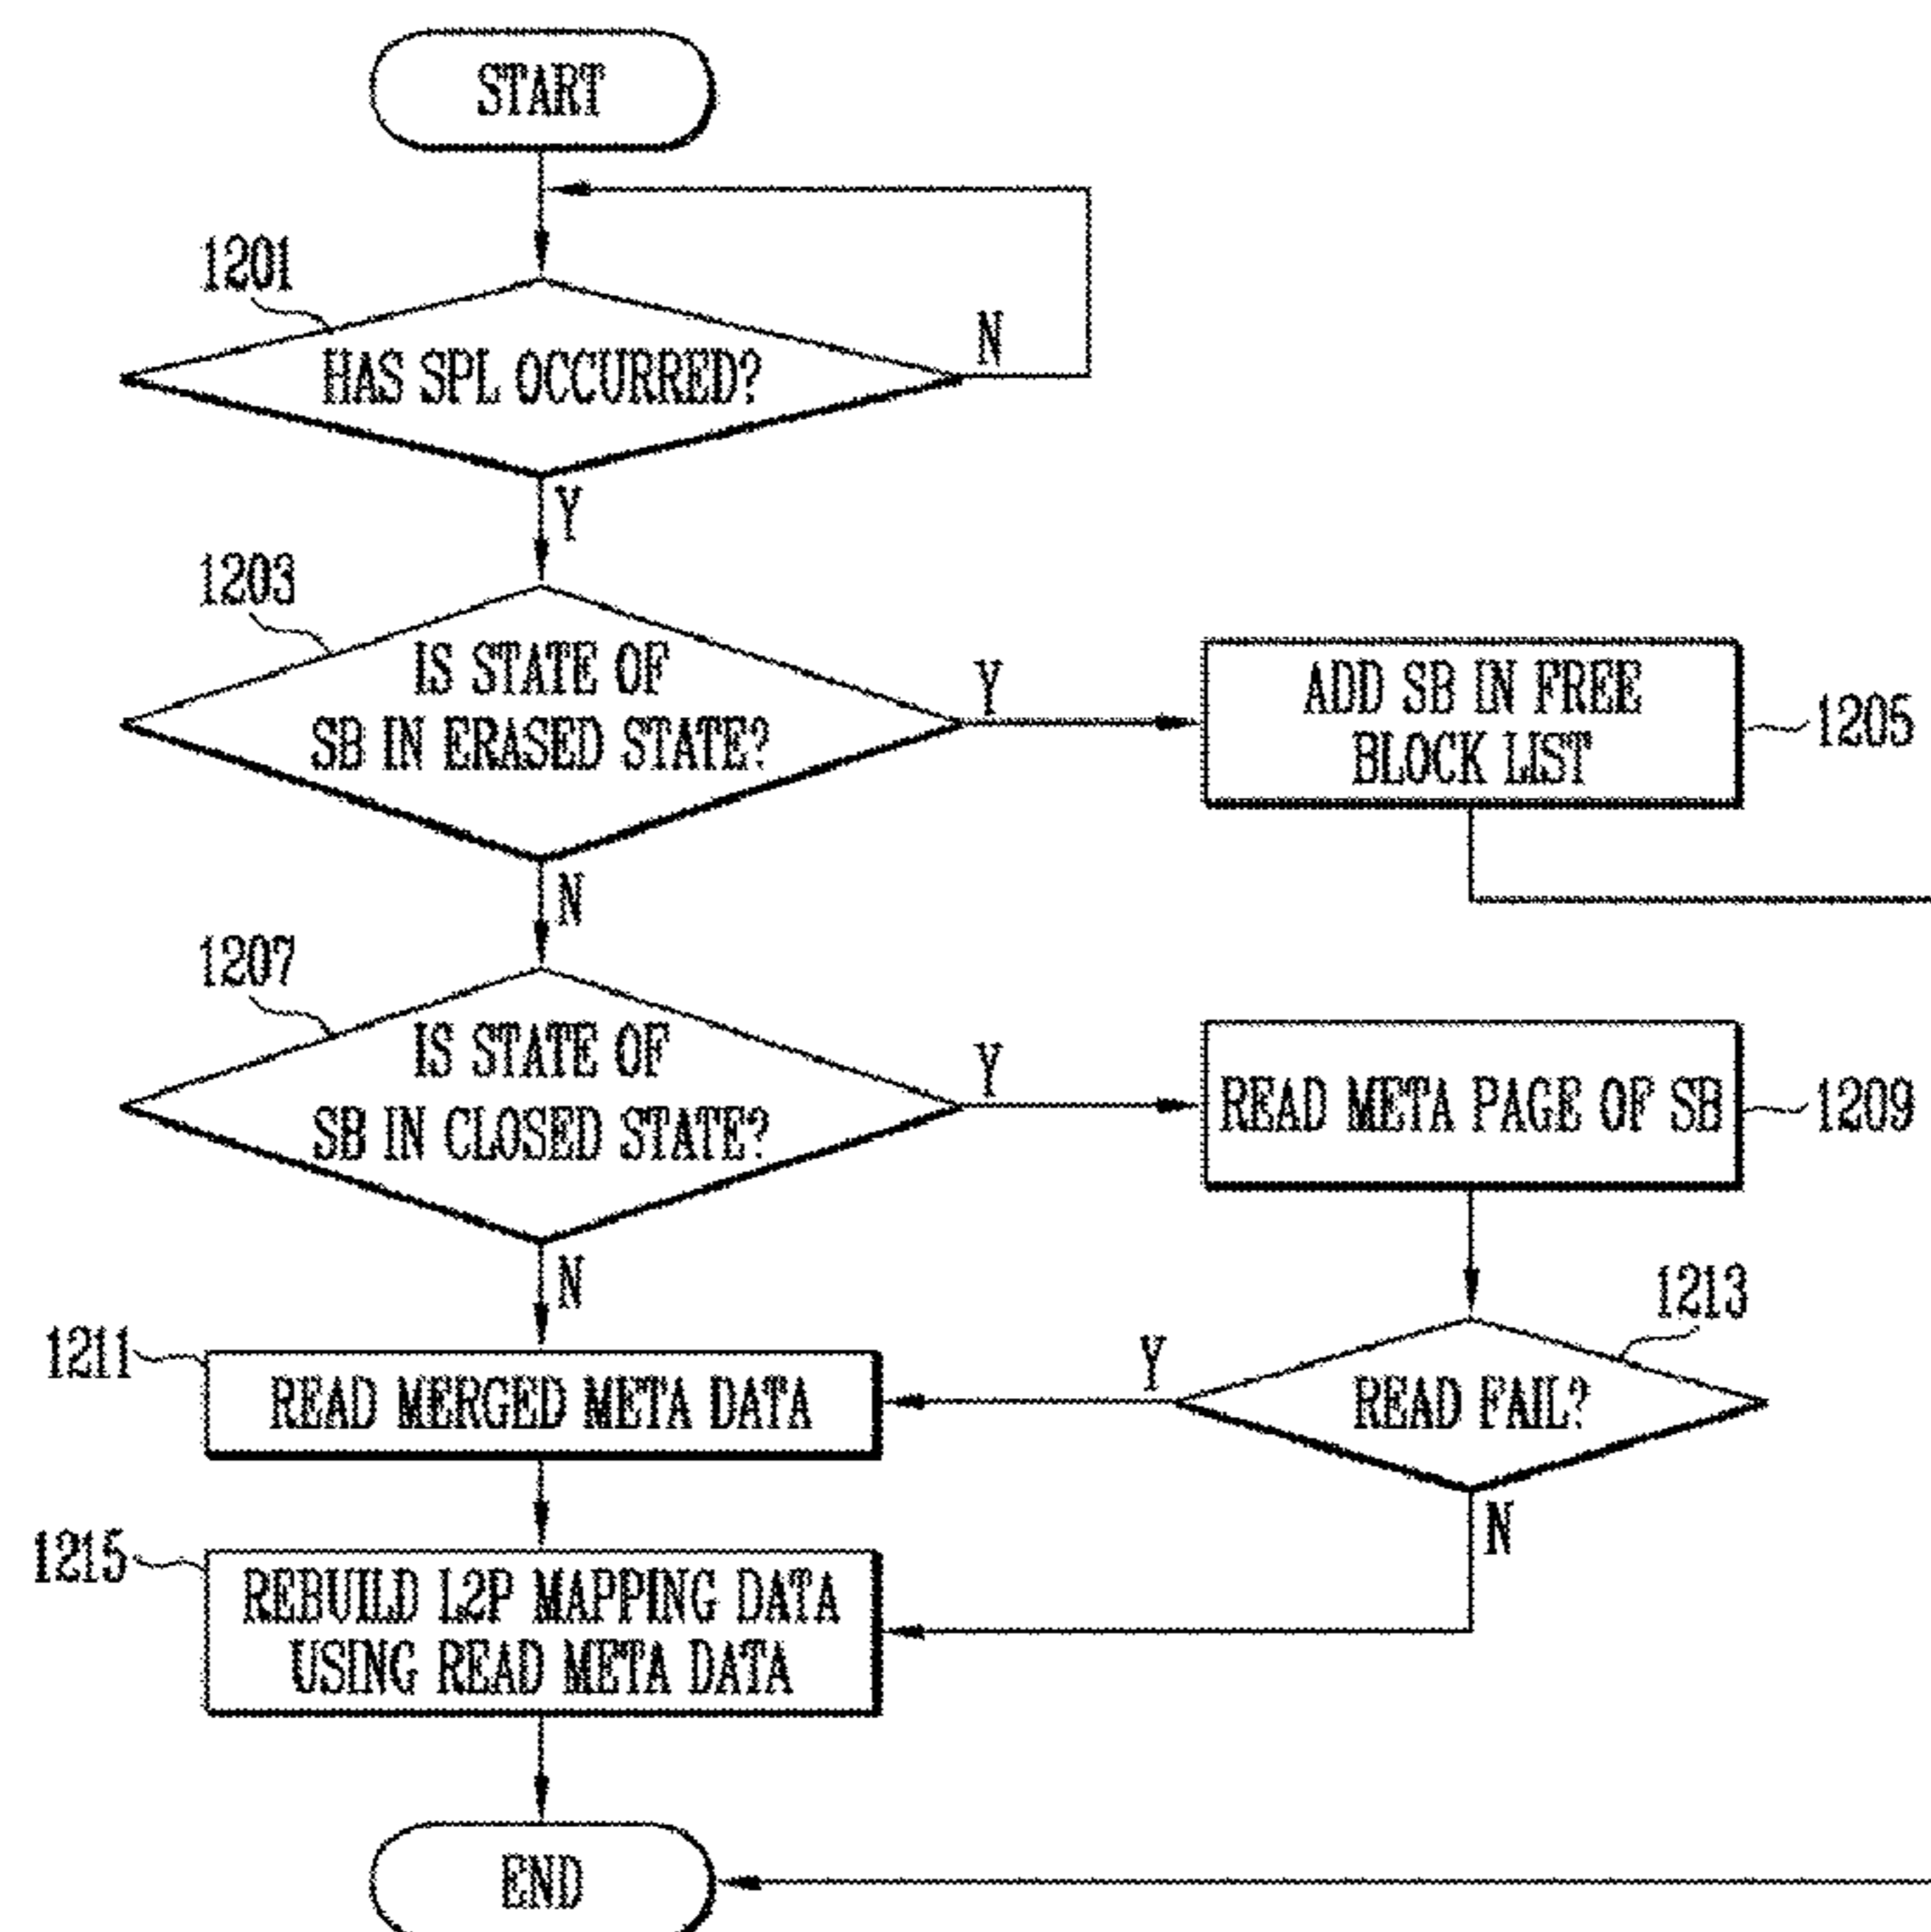 START
1201
HAS SPL OCCURRED?
N
Y
1203
IS STATE OF
SB IN ERASED STATE?
Y
ADD SB IN FREE
BLOCK LIST
1205
N
1207
IS STATE OF
SB IN CLOSED STATE?
Y
READ META PAGE OF SB
1209
N
1213
1211
READ MERGED META DATA
Y
READ FAIL?
N
1215
REBUILD L2P MAPPING DATA
USING READ META DATA
END